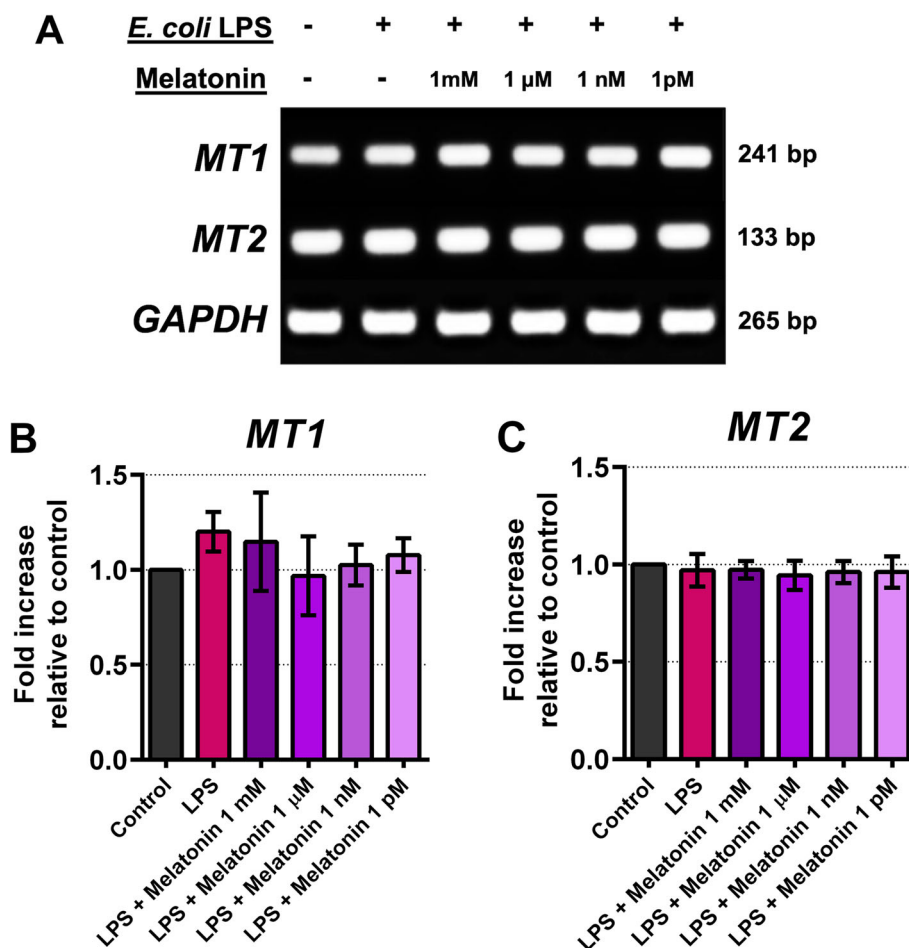 A
E. coli LPS - + + + + +
Melatonin - - 1mM 1 µM 1 nM 1pM
MT1 241 bp
MT2 133 bp
GAPDH 265 bp
B MT1
Fold increase
relative to control
1.5
1.0
0.5
0.0
Control
LPS
LPS + Melatonin 1 mM
LPS + Melatonin 1 µM
LPS + Melatonin 1 nM
LPS + Melatonin 1 pM
C MT2
Fold increase
relative to control
1.5
1.0
0.5
0.0
Control
LPS
LPS + Melatonin 1 mM
LPS + Melatonin 1 µM
LPS + Melatonin 1 nM
LPS + Melatonin 1 pM